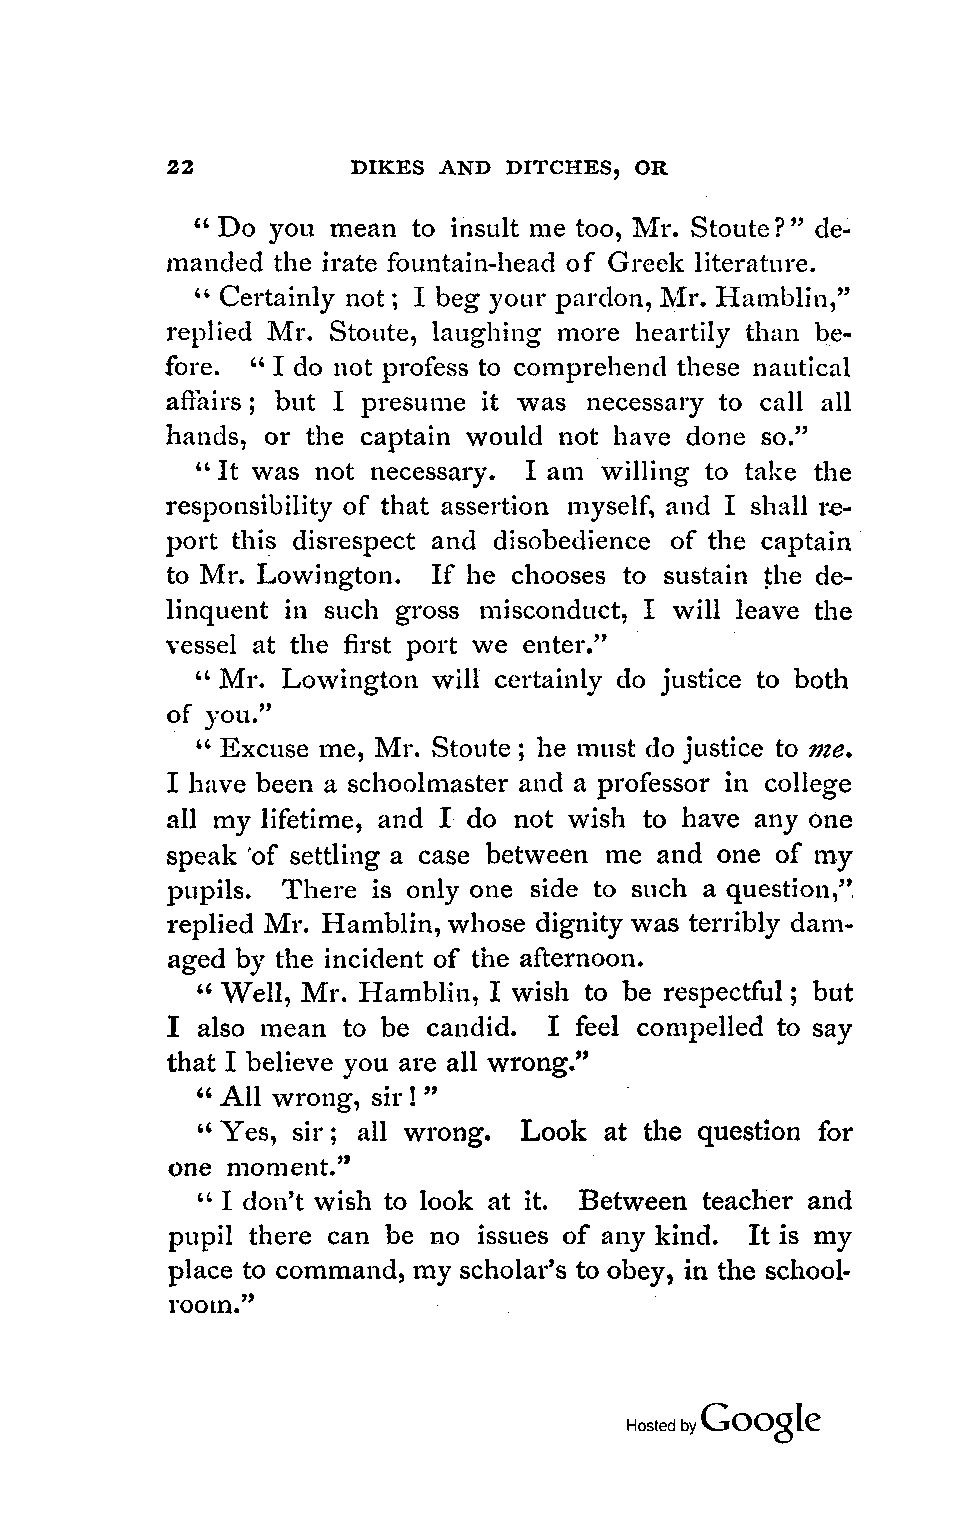 22 DIKES AND DITCHES, OR
“Do you mean to insult me too, Mr. Stoute?” de-
manded the irate fountain-head of Greek literature.
“Certainly not; I beg your pardon, Mr. Hamblin,”
replied Mr. Stoute, laughing more heartily than be-
fore. “I do not profess to comprehend these nautical
affairs; but I presume it was necessary to call all
hands, or the captain would not have done so.”
“It was not necessary. I am willing to take the
responsibility of that assertion myself, and I shall re-
port this disrespect and disobedience of the captain
to Mr. Lowington. If he chooses to sustain the de-
linquent in such gross misconduct, I will leave the
vessel at the first port we enter.”
“Mr. Lowington will certainly do justice to both
of you.”
“Excuse me, Mr. Stoute; he must do justice to me.
I have been a schoolmaster and a professor in college
all my lifetime, and I do not wish to have any one
speak of settling a case between me and one of my
pupils. There is only one side to such a question,”
replied Mr. Hamblin, whose dignity was terribly dam-
aged by the incident of the afternoon.
“Well, Mr. Hamblin, I wish to be respectful; but
I also mean to be candid. I feel compelled to say
that I believe you are all wrong.”
“All wrong, sir!”
“Yes, sir; all wrong. Look at the question for
one moment.”
“I don’t wish to look at it. Between teacher and
pupil there can be no issues of any kind. It is my
place to command, my scholar’s to obey, in the school-
room.”
Hosted by Google